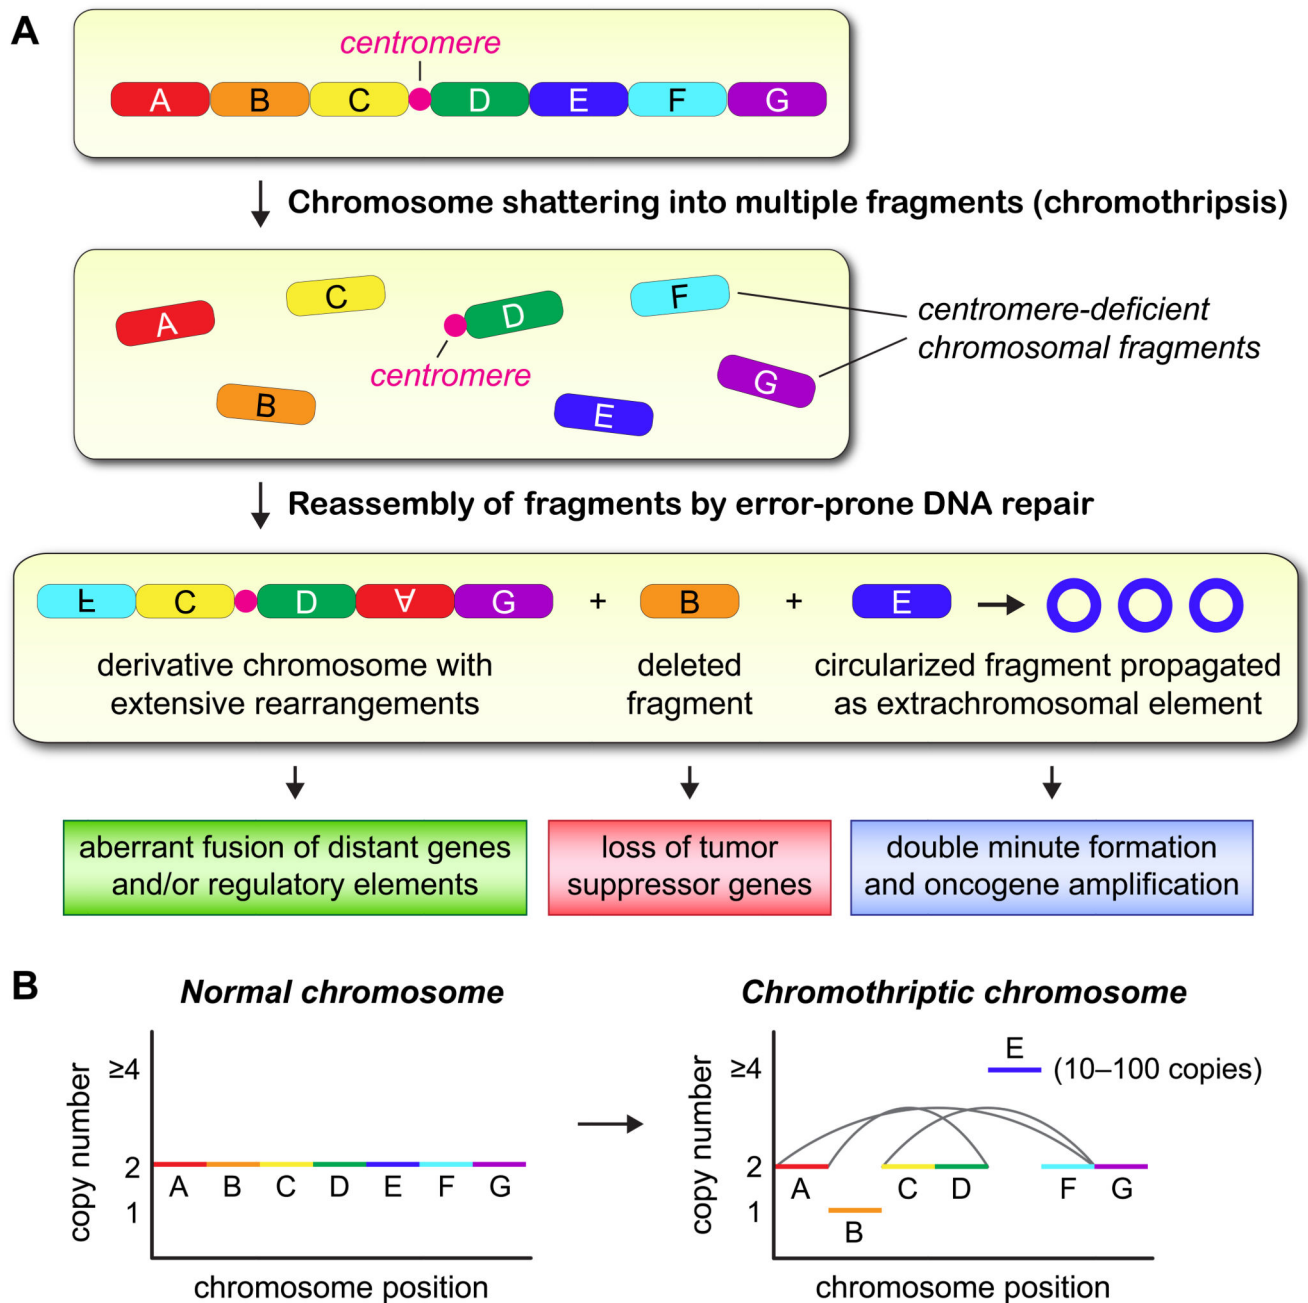 A
centromere
A B C D E F G
Chromosome shattering into multiple fragments (chromothripsis)
A C D F
centromere
B E G
centromere-deficient
chromosomal fragments
Reassembly of fragments by error-prone DNA repair
F C D A G + B + E
derivative chromosome with
extensive rearrangements
deleted
fragment
circularized fragment propagated
as extrachromosomal element
aberrant fusion of distant genes
and/or regulatory elements
loss of tumor
suppressor genes
double minute formation
and oncogene amplification
B
Normal chromosome
copy number
≥4
2
1
A B C D E F G
chromosome position
Chromothriptic chromosome
copy number
≥4
2
1
E
(10–100 copies)
A C D F G
B
chromosome position